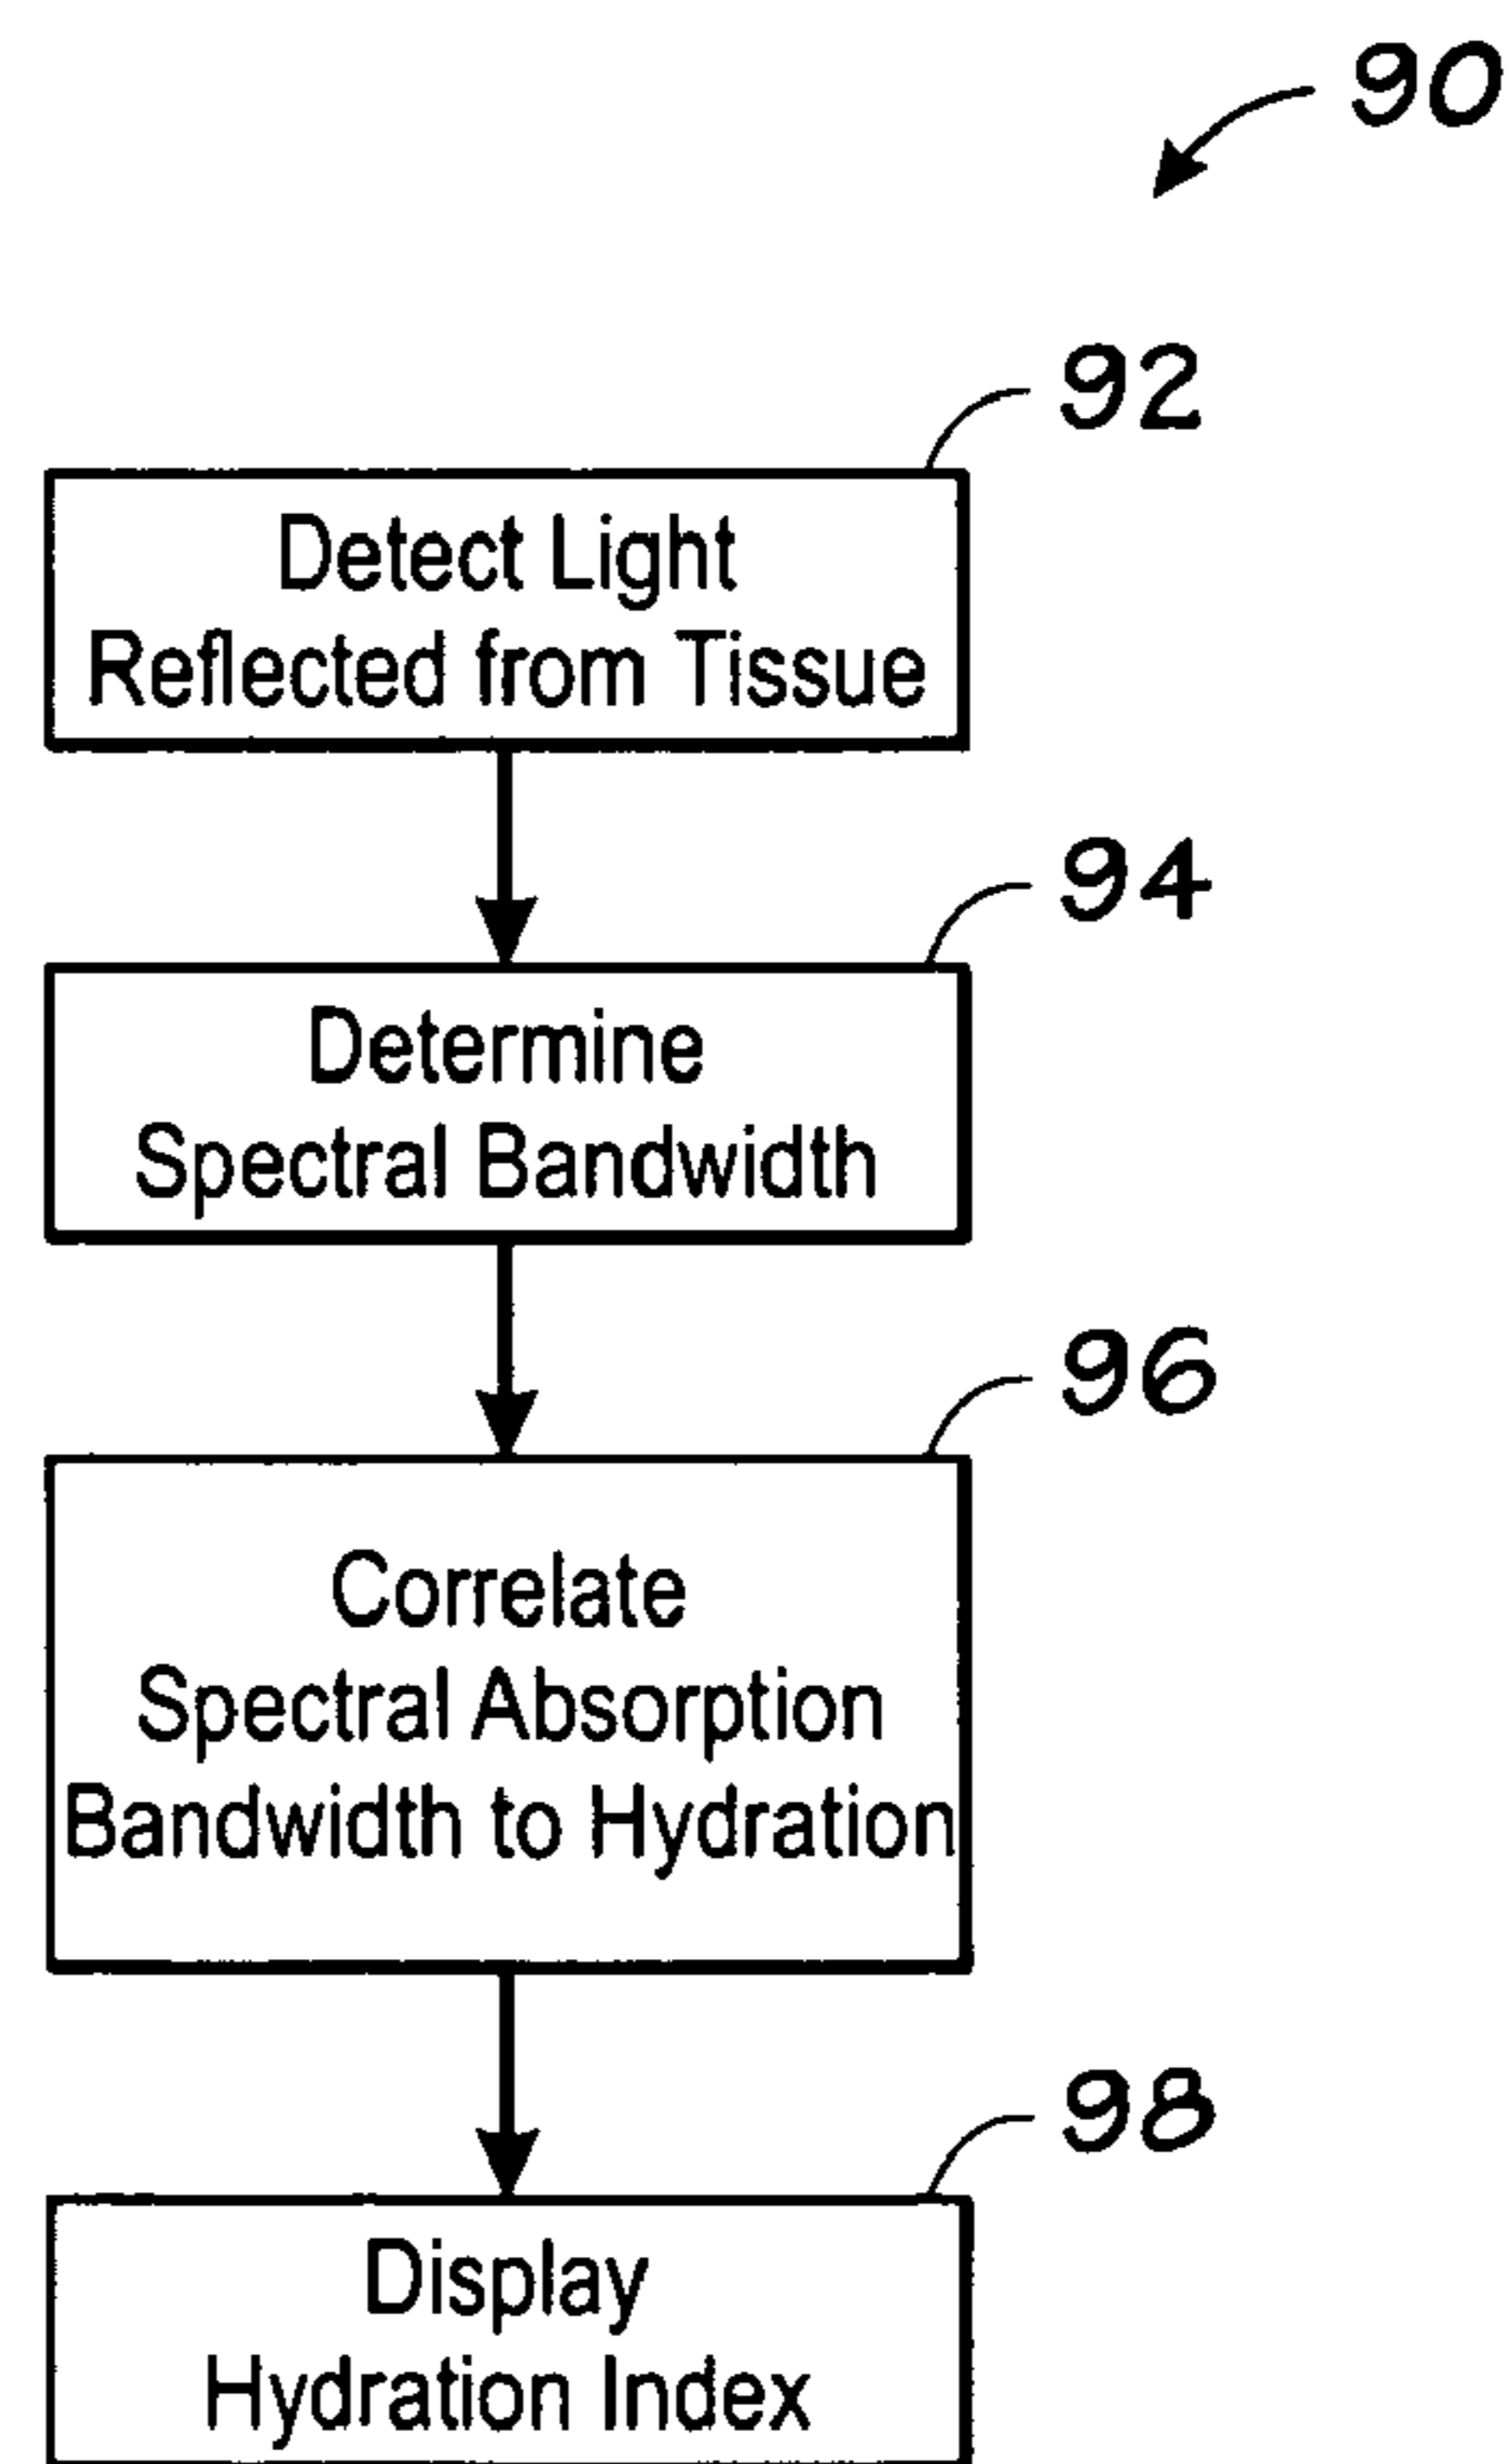 90
92
Detect Light
Reflected from Tissue
94
Determine
Spectral Bandwidth
96
Correlate
Spectral Absorption
Bandwidth to Hydration
98
Display
Hydration Index